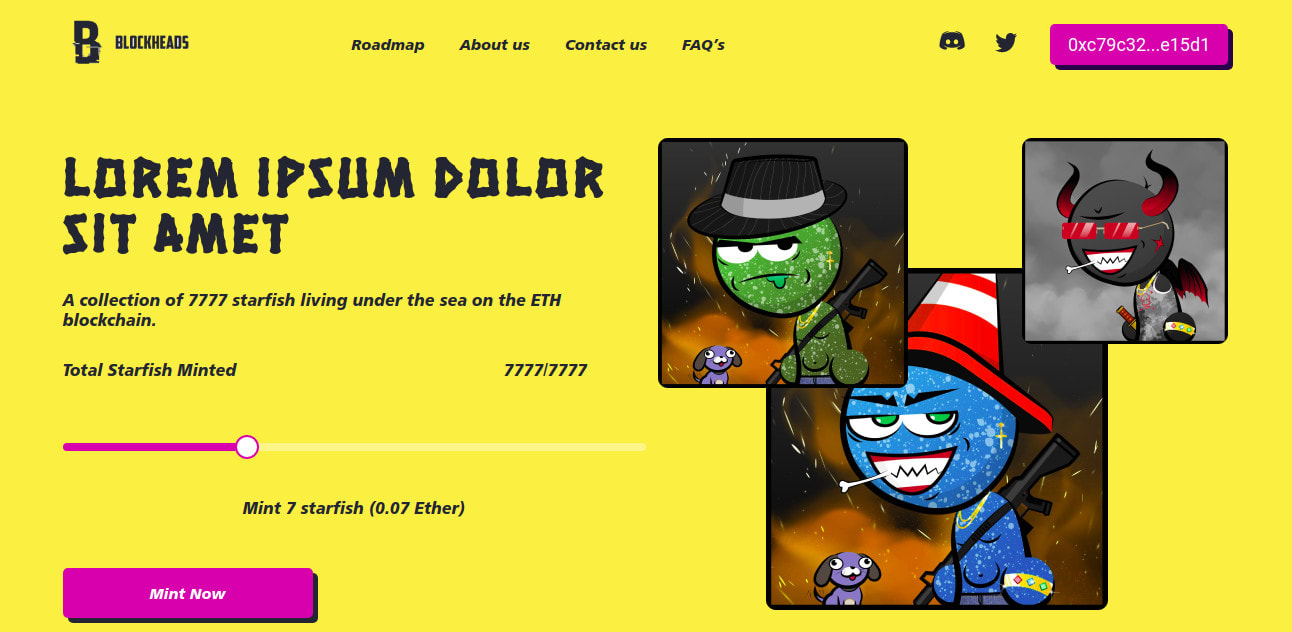 BLOCKHEADS
Roadmap About us Contact us FAQ's
0xc79c32...e15d1
LOREM IPSUM DOLOR
SIT AMET
A collection of 7777 starfish living under the sea on the ETH
blockchain.
Total Starfish Minted 7777/7777
Mint 7 starfish (0.07 Ether)
Mint Now